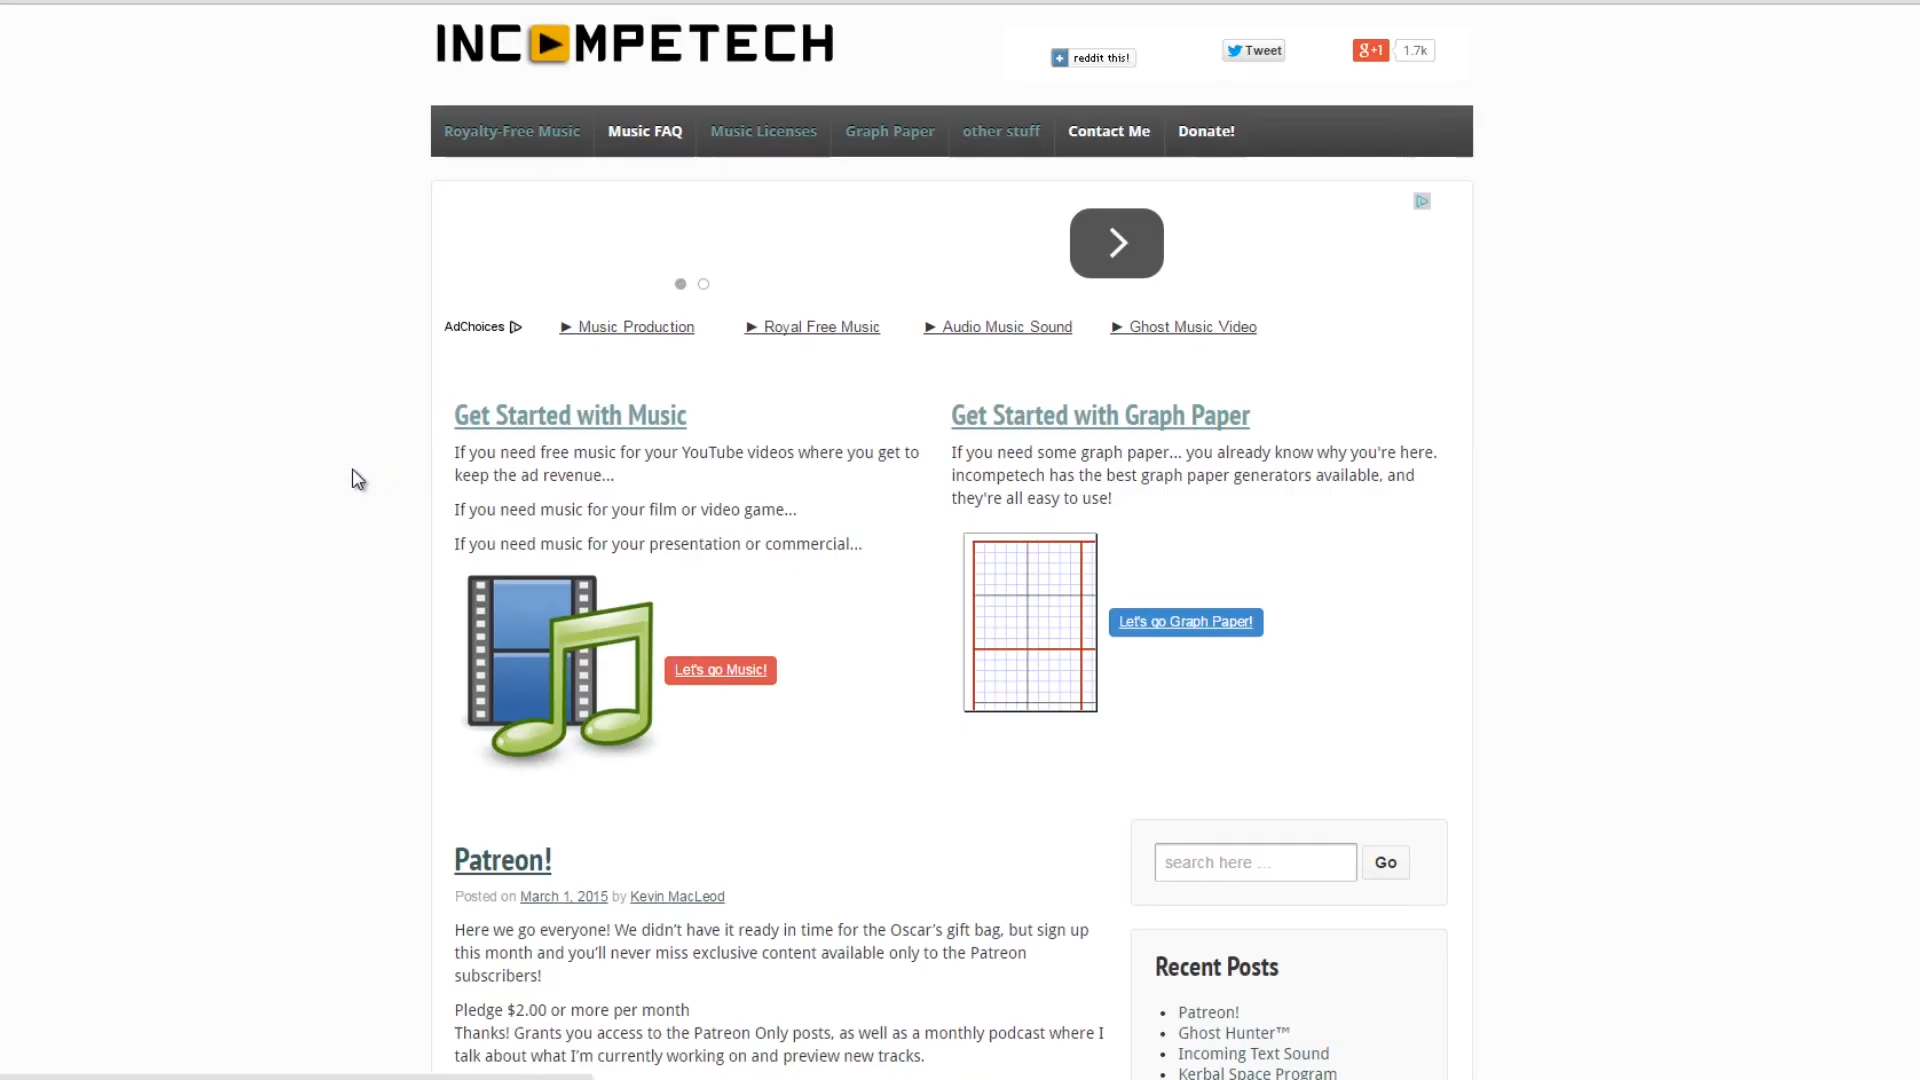 INCOMPETECH
reddit this!
Tweet
g+1
1.7k
Royalty-Free Music
Music FAQ
Music Licenses
Graph Paper
other stuff
Contact Me
Donate!
AdChoices
► Music Production
► Royal Free Music
► Audio Music Sound
► Ghost Music Video
Get Started with Music
If you need free music for your YouTube videos where you get to
keep the ad revenue...
If you need music for your film or video game...
If you need music for your presentation or commercial...
Let's go Music!
Get Started with Graph Paper
If you need some graph paper... you already know why you're here.
incompetech has the best graph paper generators available, and
they're all easy to use!
Let's go Graph Paper!
Patreon!
Posted on March 1, 2015 by Kevin MacLeod
Here we go everyone! We didn’t have it ready in time for the Oscar’s gift bag, but sign up
this month and you’ll never miss exclusive content available only to the Patreon
subscribers!
Pledge $2.00 or more per month
Thanks! Grants you access to the Patreon Only posts, as well as a monthly podcast where I
talk about what I’m currently working on and preview new tracks.
search here ...
Go
Recent Posts
• Patreon!
• Ghost Hunter™
• Incoming Text Sound
• Kerbal Space Program